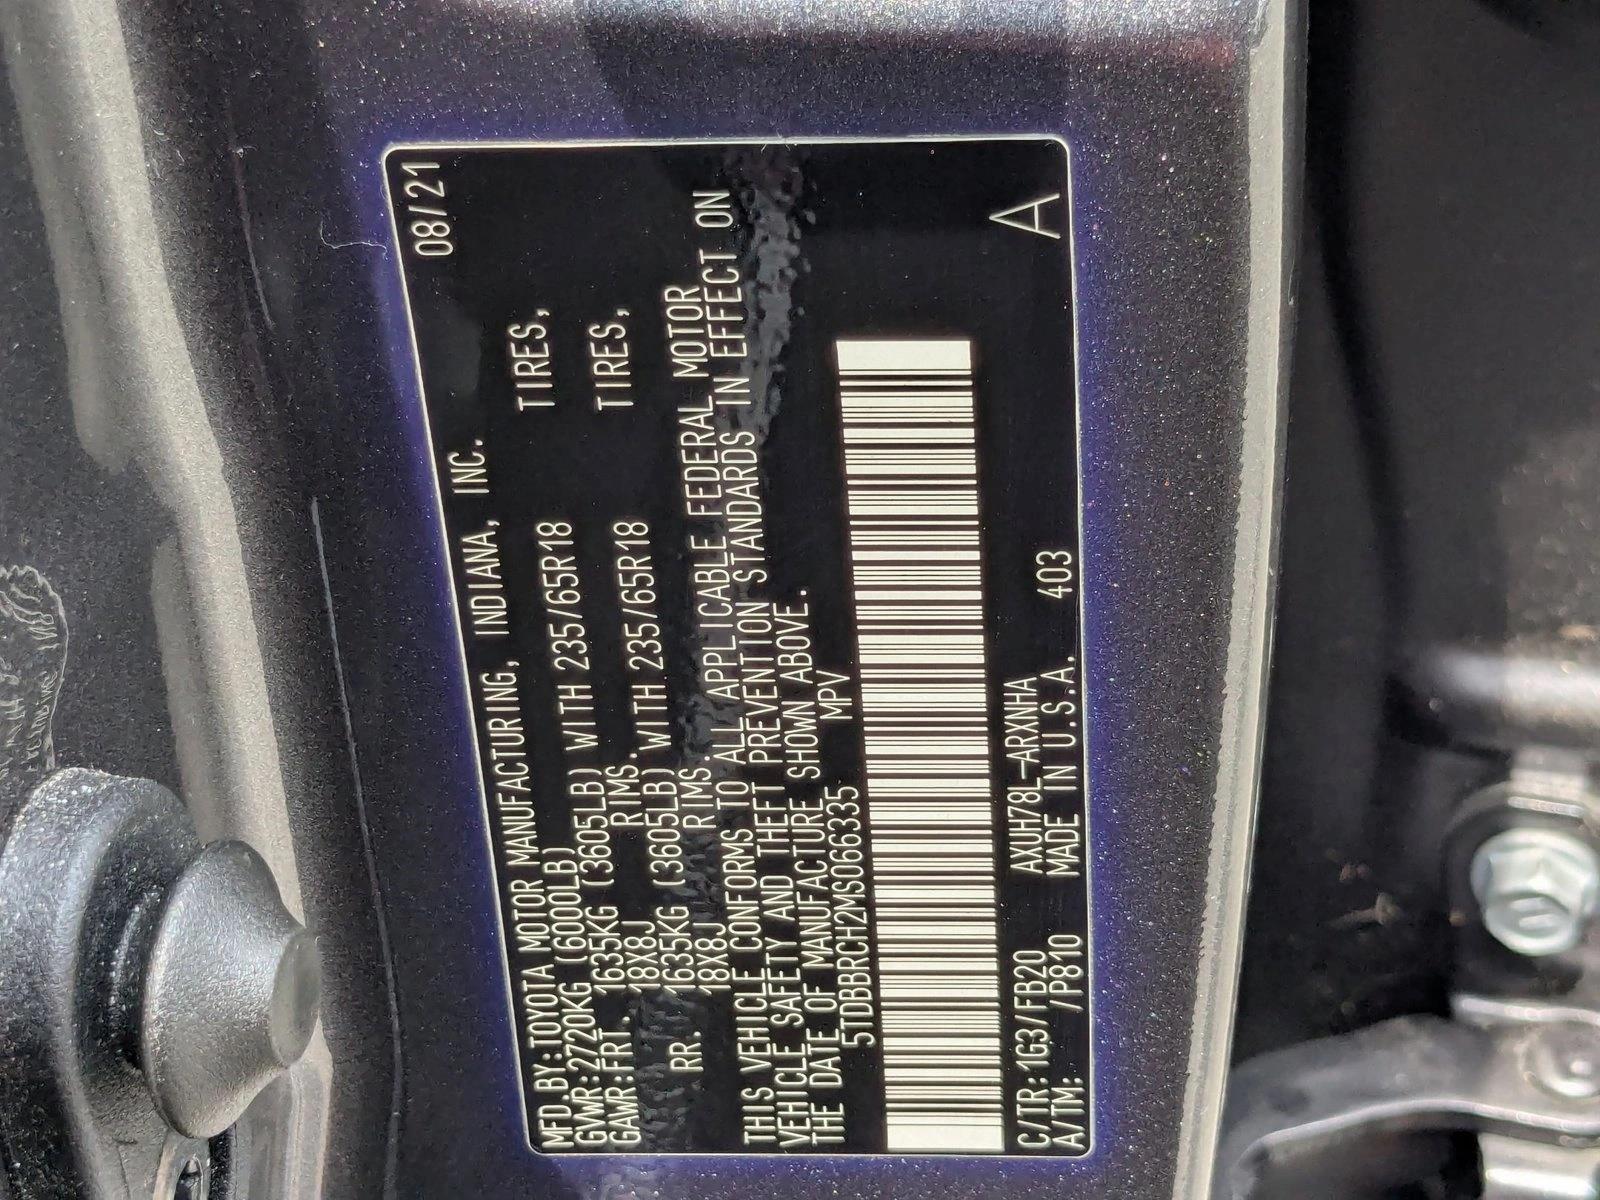 MFD.BY:TOYOTA MOTOR MANUFACTURING, INDIANA, INC. 08/21
GVWR:2720KG (6000LB)
GAWR:FRT. 1635KG (3605LB) WITH 235/65R18 TIRES,
18X8J RIMS.
RR. 1635KG (3605LB) WITH 235/65R18 TIRES,
18X8J RIMS.
THIS VEHICLE CONFORMS TO ALL APPLICABLE FEDERAL MOTOR
VEHICLE SAFETY AND THEFT PREVENTION STANDARDS IN EFFECT ON
THE DATE OF MANUFACTURE SHOWN ABOVE.
5TDBBRCH2MS066335 MPV
C/TR:1G3/FB20 AXUH78L-ARXNHA A
A/TM: /P810 MADE IN U.S.A. 403